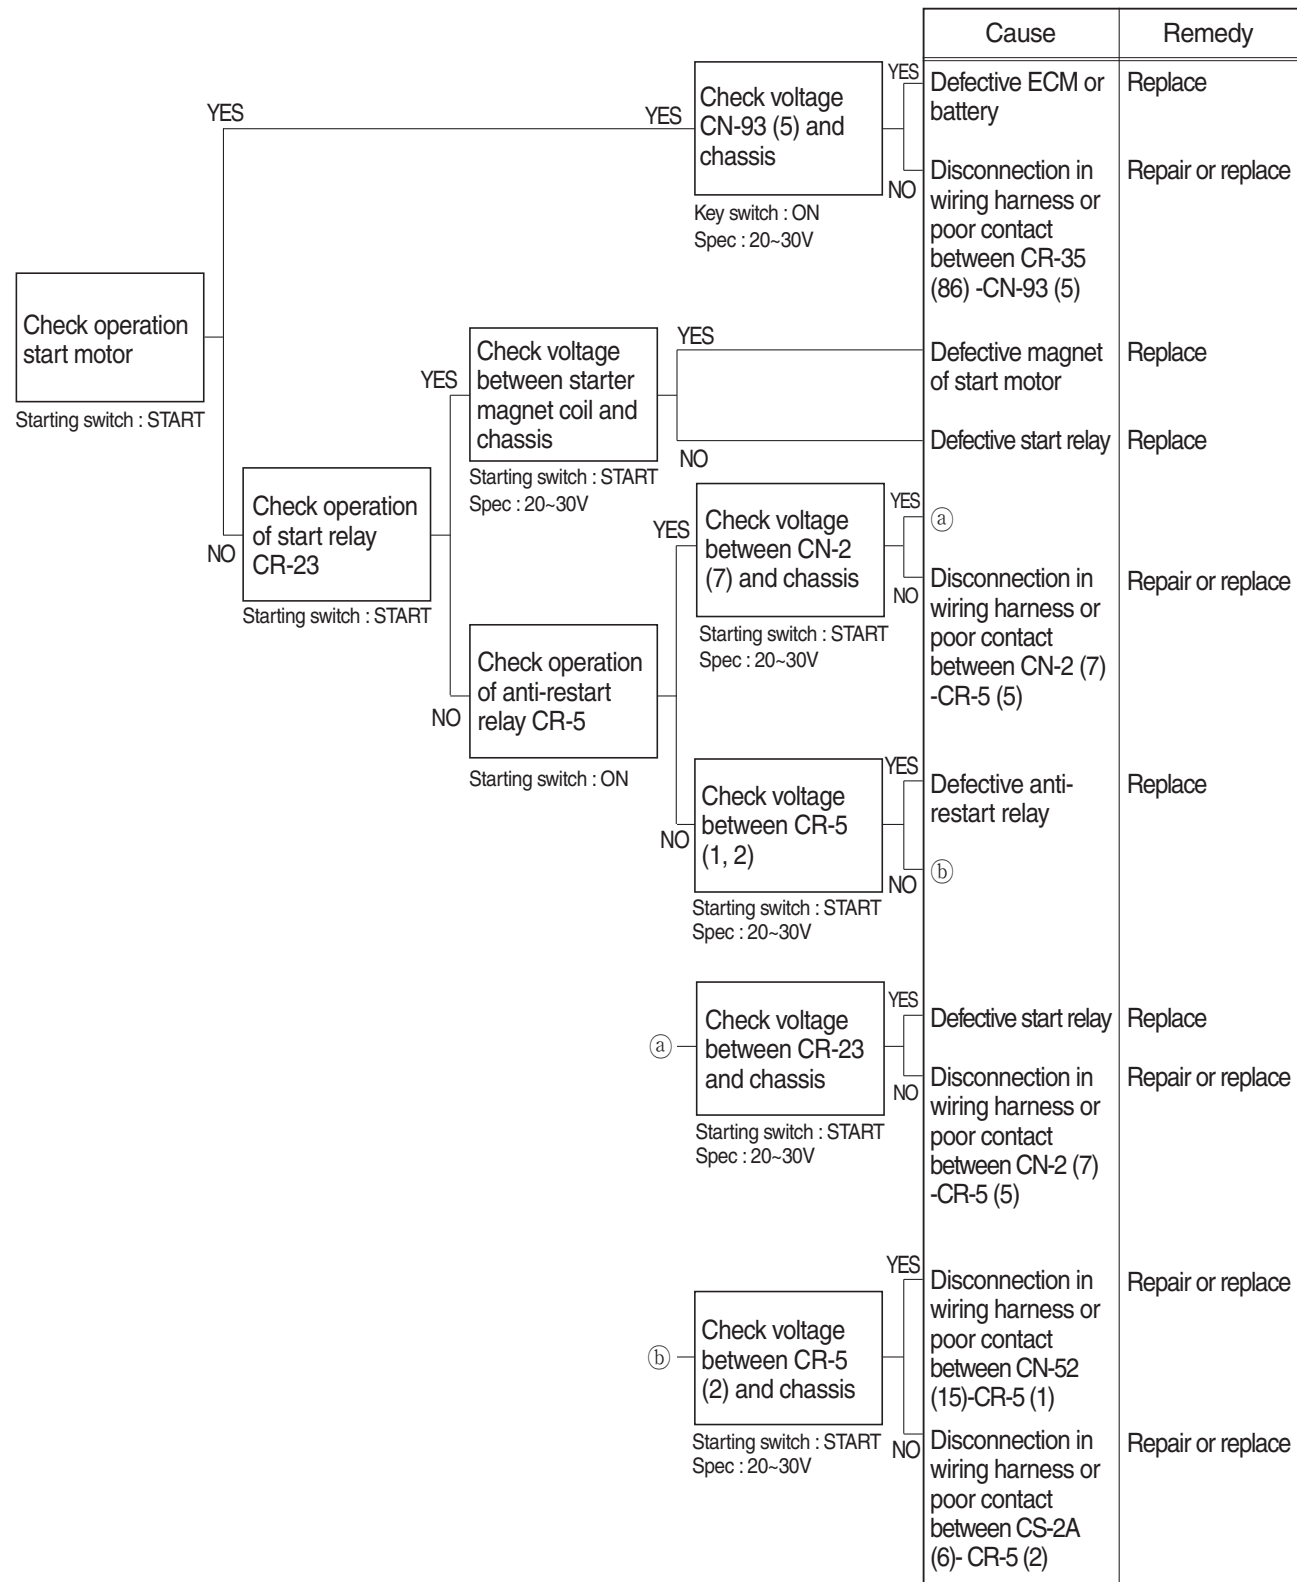 Cause
Remedy
YES
YES
Check voltage
CN-93 (5) and
chassis
Key switch : ON
Spec : 20~30V
YES
Defective ECM or
battery
Replace
NO
Disconnection in
wiring harness or
poor contact
between CR-35
(86) -CN-93 (5)
Repair or replace
Check operation
start motor
Starting switch : START
YES
Check voltage
between starter
magnet coil and
chassis
Starting switch : START
Spec : 20~30V
YES
Defective magnet
of start motor
Replace
NO
Defective start relay
Replace
NO
Check operation
of start relay
CR-23
Starting switch : START
YES
Check voltage
between CN-2
(7) and chassis
Starting switch : START
Spec : 20~30V
YES
ⓐ
NO
Disconnection in
wiring harness or
poor contact
between CN-2 (7)
-CR-5 (5)
Repair or replace
NO
Check operation
of anti-restart
relay CR-5
Starting switch : ON
NO
Check voltage
between CR-5
(1, 2)
Starting switch : START
Spec : 20~30V
YES
Defective anti-
restart relay
Replace
NO
ⓑ
ⓐ
Check voltage
between CR-23
and chassis
Starting switch : START
Spec : 20~30V
YES
Defective start relay
Replace
NO
Disconnection in
wiring harness or
poor contact
between CN-2 (7)
-CR-5 (5)
Repair or replace
ⓑ
Check voltage
between CR-5
(2) and chassis
Starting switch : START
Spec : 20~30V
YES
Disconnection in
wiring harness or
poor contact
between CN-52
(15)-CR-5 (1)
Repair or replace
NO
Disconnection in
wiring harness or
poor contact
between CS-2A
(6)- CR-5 (2)
Repair or replace